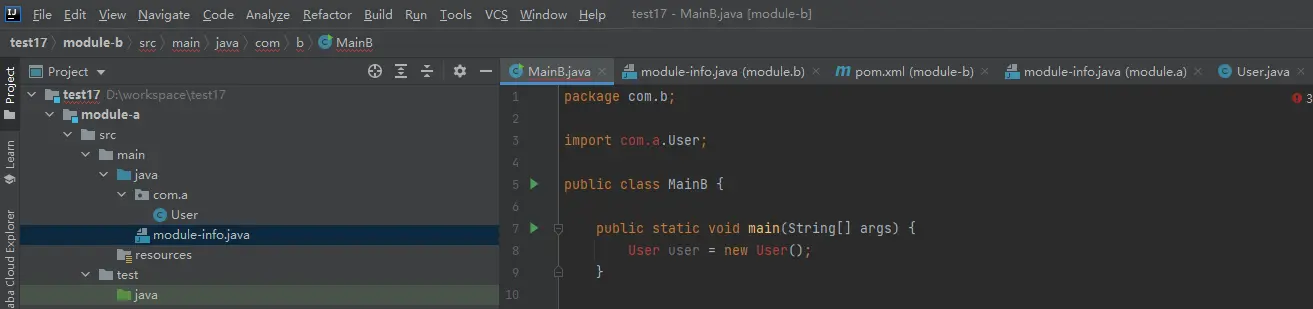 File Edit View Navigate Code Analyze Refactor Build Run Tools VCS Window Help test17 - MainB.java [module-b]
test17 module-b src main java com b MainB
Project
MainB.java module-info.java (module.b) pom.xml (module-b) module-info.java (module.a) User.java
test17 D:\workspace\test17
module-a
src
main
java
com.a
User
module-info.java
resources
test
java
Project
Learn
aba Cloud Explorer
1 package com.b;
2
3 import com.a.User;
4
5 public class MainB {
6
7 public static void main(String[] args) {
8 User user = new User();
9 }
10
3